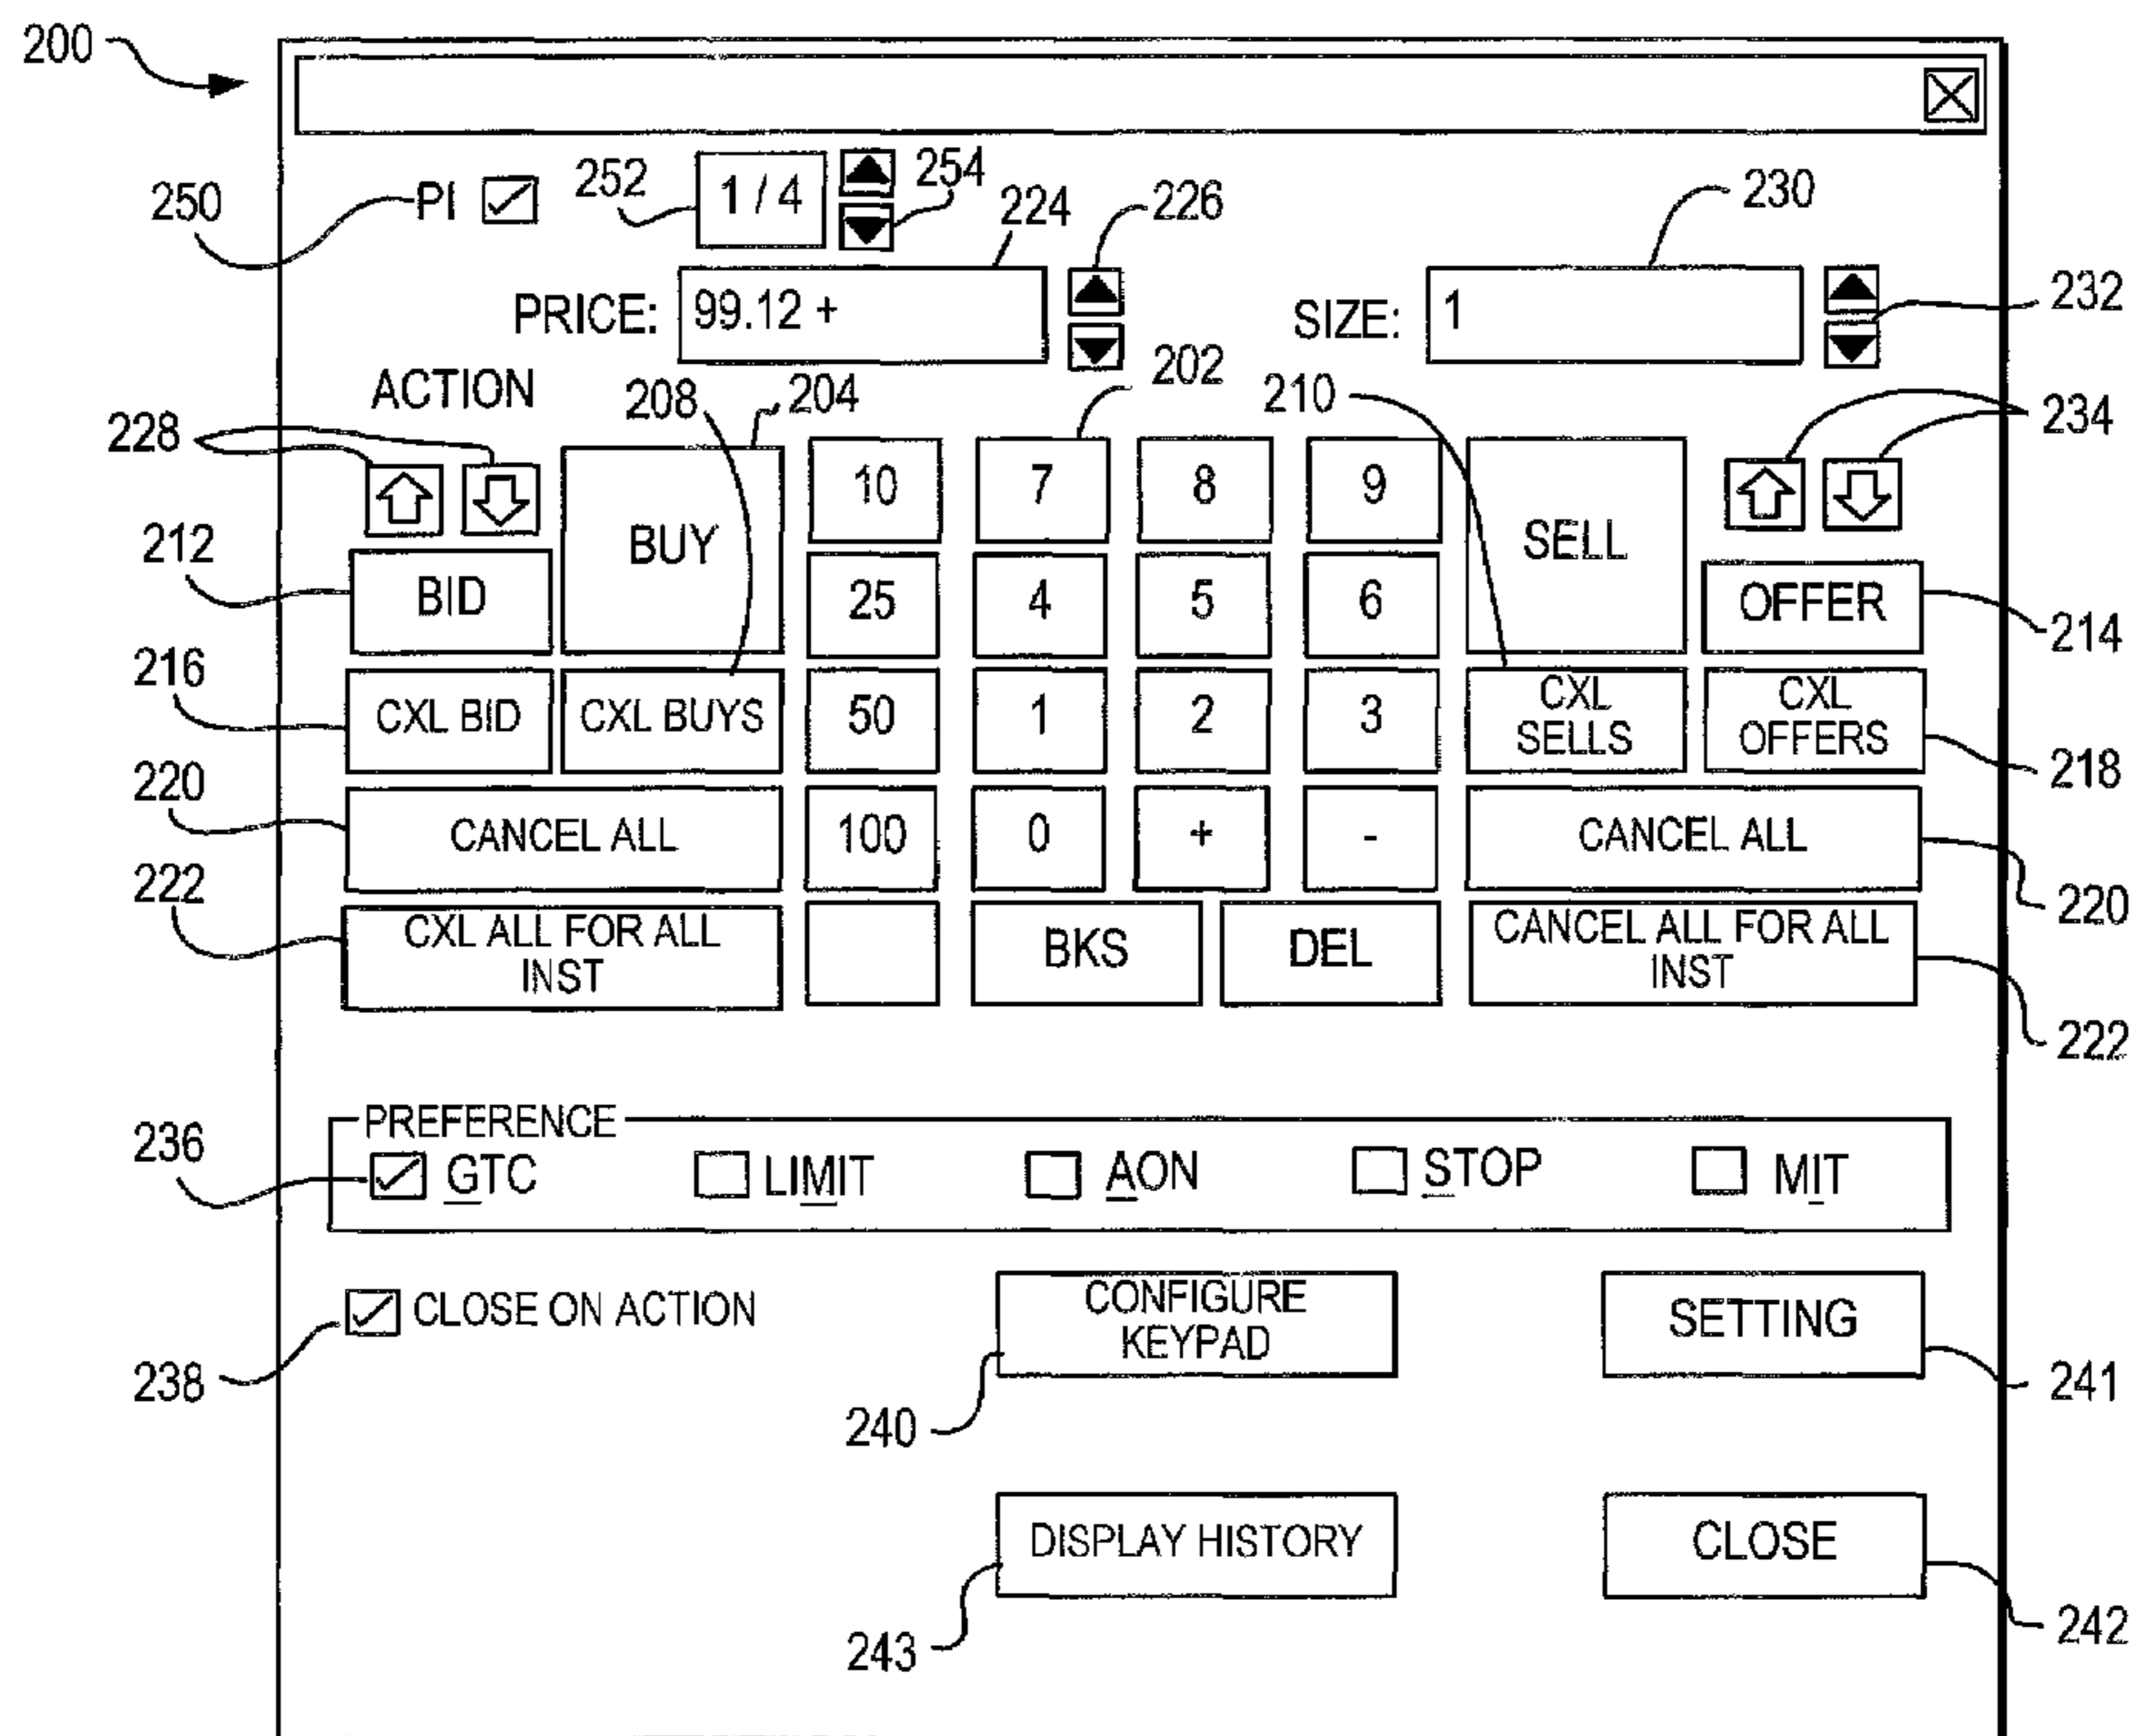 200
250 PI 252 1 / 4 254
224 226 230
PRICE: 99.12 + SIZE: 1 232
ACTION 208 204 202 210 234
228
10 7 8 9
212 BUY SELL
BID 25 4 5 6 OFFER 214
216 CXL BID CXL BUYS 50 1 2 3 CXL SELLS CXL OFFERS 218
220 CANCEL ALL 100 0 + - CANCEL ALL 220
222 CXL ALL FOR ALL INST BKS DEL CANCEL ALL FOR ALL INST 222
PREFERENCE
236 GTC LIMIT AON STOP MIT
238 CLOSE ON ACTION CONFIGURE KEYPAD SETTING 241
240
DISPLAY HISTORY CLOSE
243 242